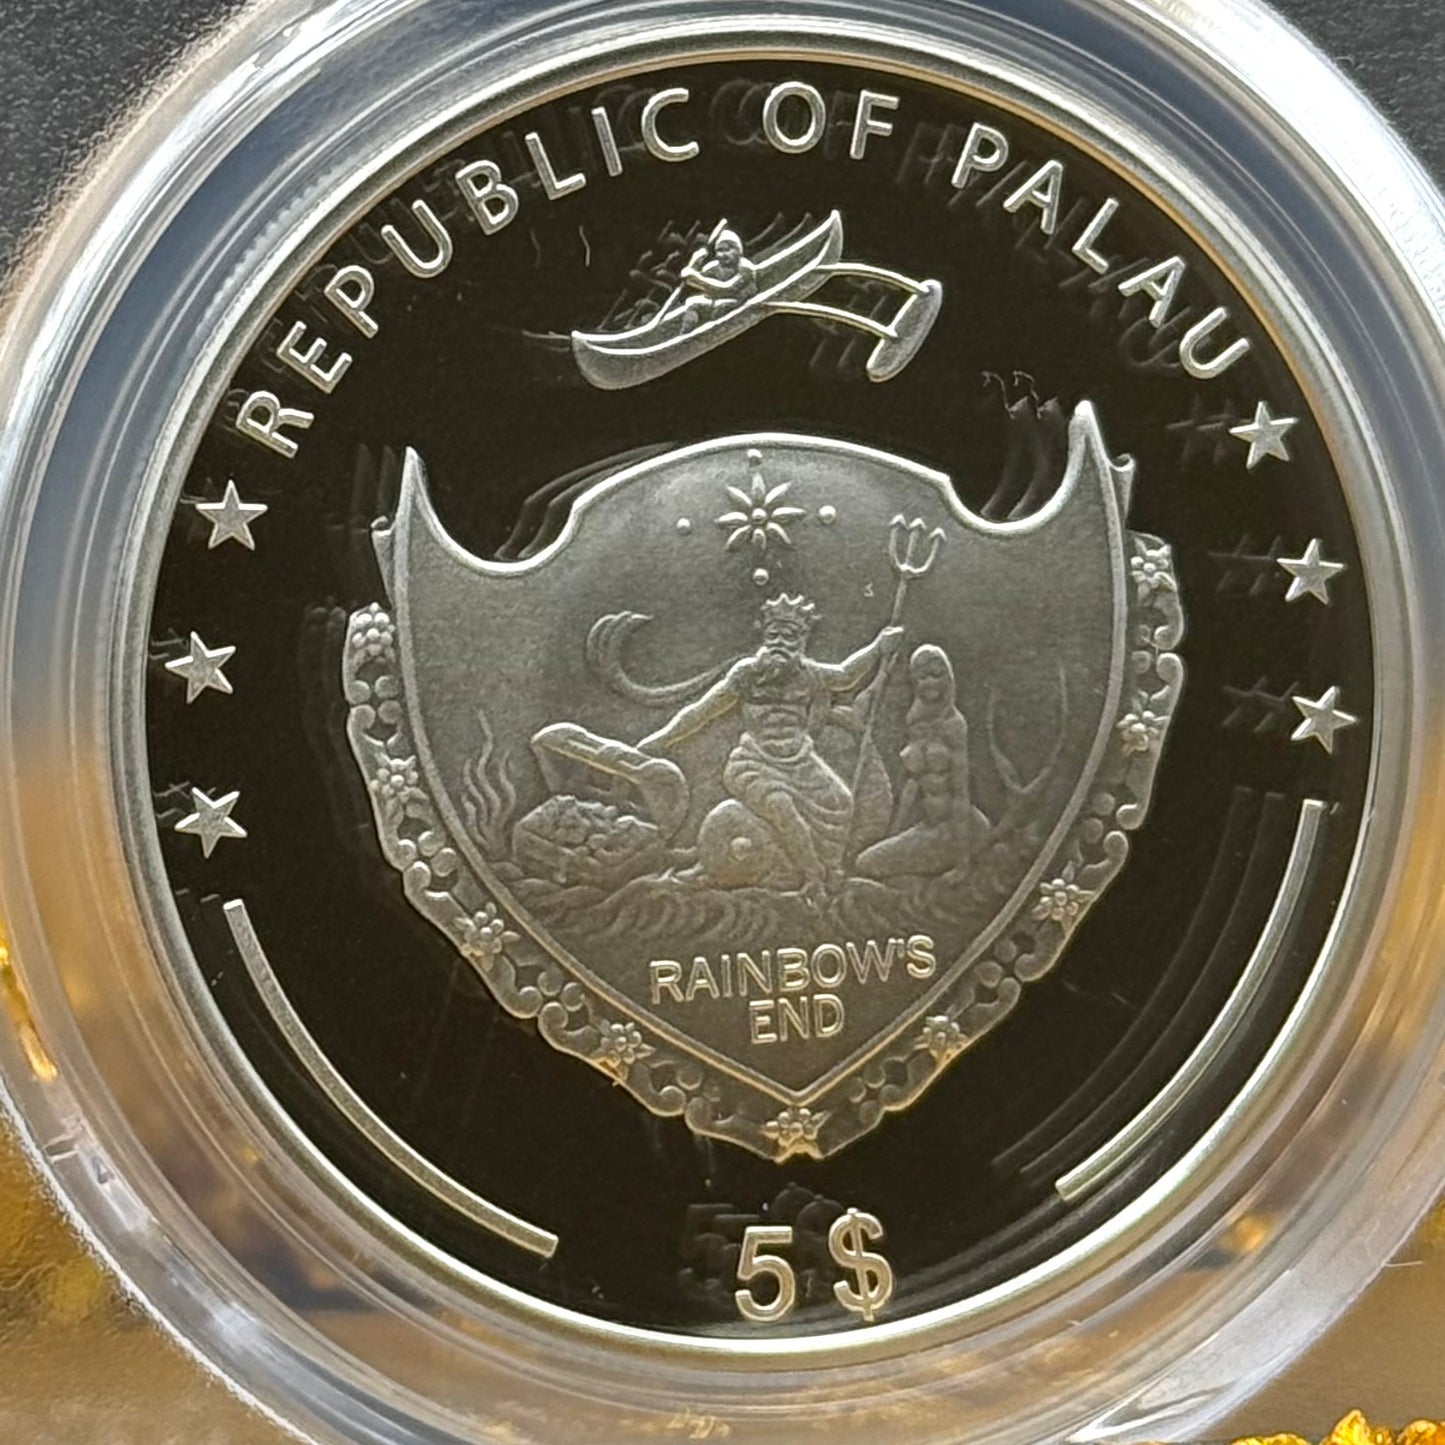 REPUBLIC OF PALAU
RAINBOW'S
END
5 $